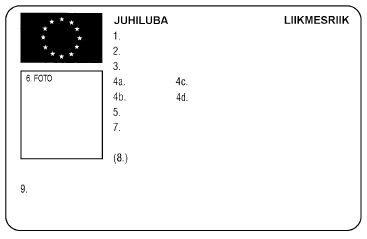 JUHILUBA LIIKMESRIIK
1.
2.
3.
6. FOTO
4a. 4c.
4b. 4d.
5.
7.
(8.)
9.